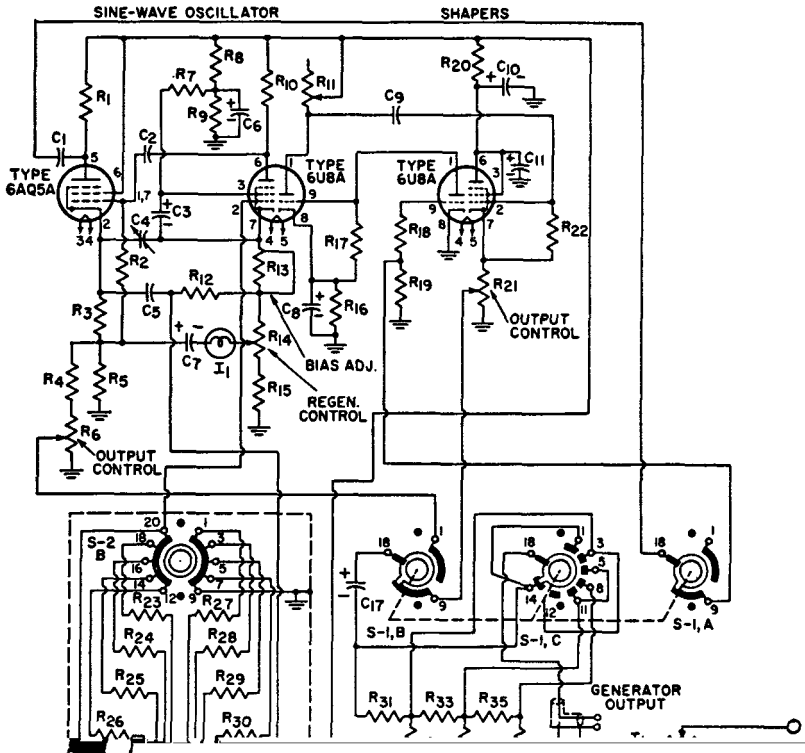 SINE-WAVE OSCILLATOR
SHAPERS
R1
R7
R8
R9
C6
R10
R11
C9
R20
C10
C1
5
TYPE
6AQ5A
6
1,7
2
34
C2
C3
C4
R2
6
1
3
2
9
7
8
4
5
TYPE
6U8A
R17
TYPE
6U8A
1
6
3
9
2
8
4
5
7
C11
R22
R18
R19
R21
OUTPUT
CONTROL
R12
R13
C5
C8
R16
R3
C7
I1
R14
BIAS ADJ.
R4
R5
R15
REGEN.
CONTROL
R6
OUTPUT
CONTROL
S-2
B
20
1
18
3
16
5
14
7
12
9
R23
R27
R24
R28
R25
R29
R26
R30
18
1
9
C17
S-1,B
18
1
3
5
8
14
12
11
S-1,C
18
1
9
S-1,A
R31
R33
R35
GENERATOR
OUTPUT